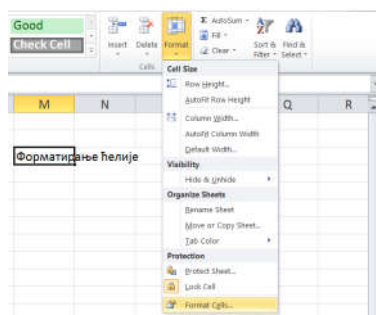 Good
Check Cell
Insert Delete Format
Σ AutoSum
Fill
Clear
Sort & Filter
Find & Select
Cells
Cell Size
Row Height...
AutoFit Row Height
Column Width...
AutoFit Column Width
Default Width...
Visibility
Hide & Unhide
Organize Sheets
Rename Sheet
Move or Copy Sheet...
Tab Color
Protection
Protect Sheet...
Lock Cell
Format Cells...
M N Q R
Форматирање ћелије